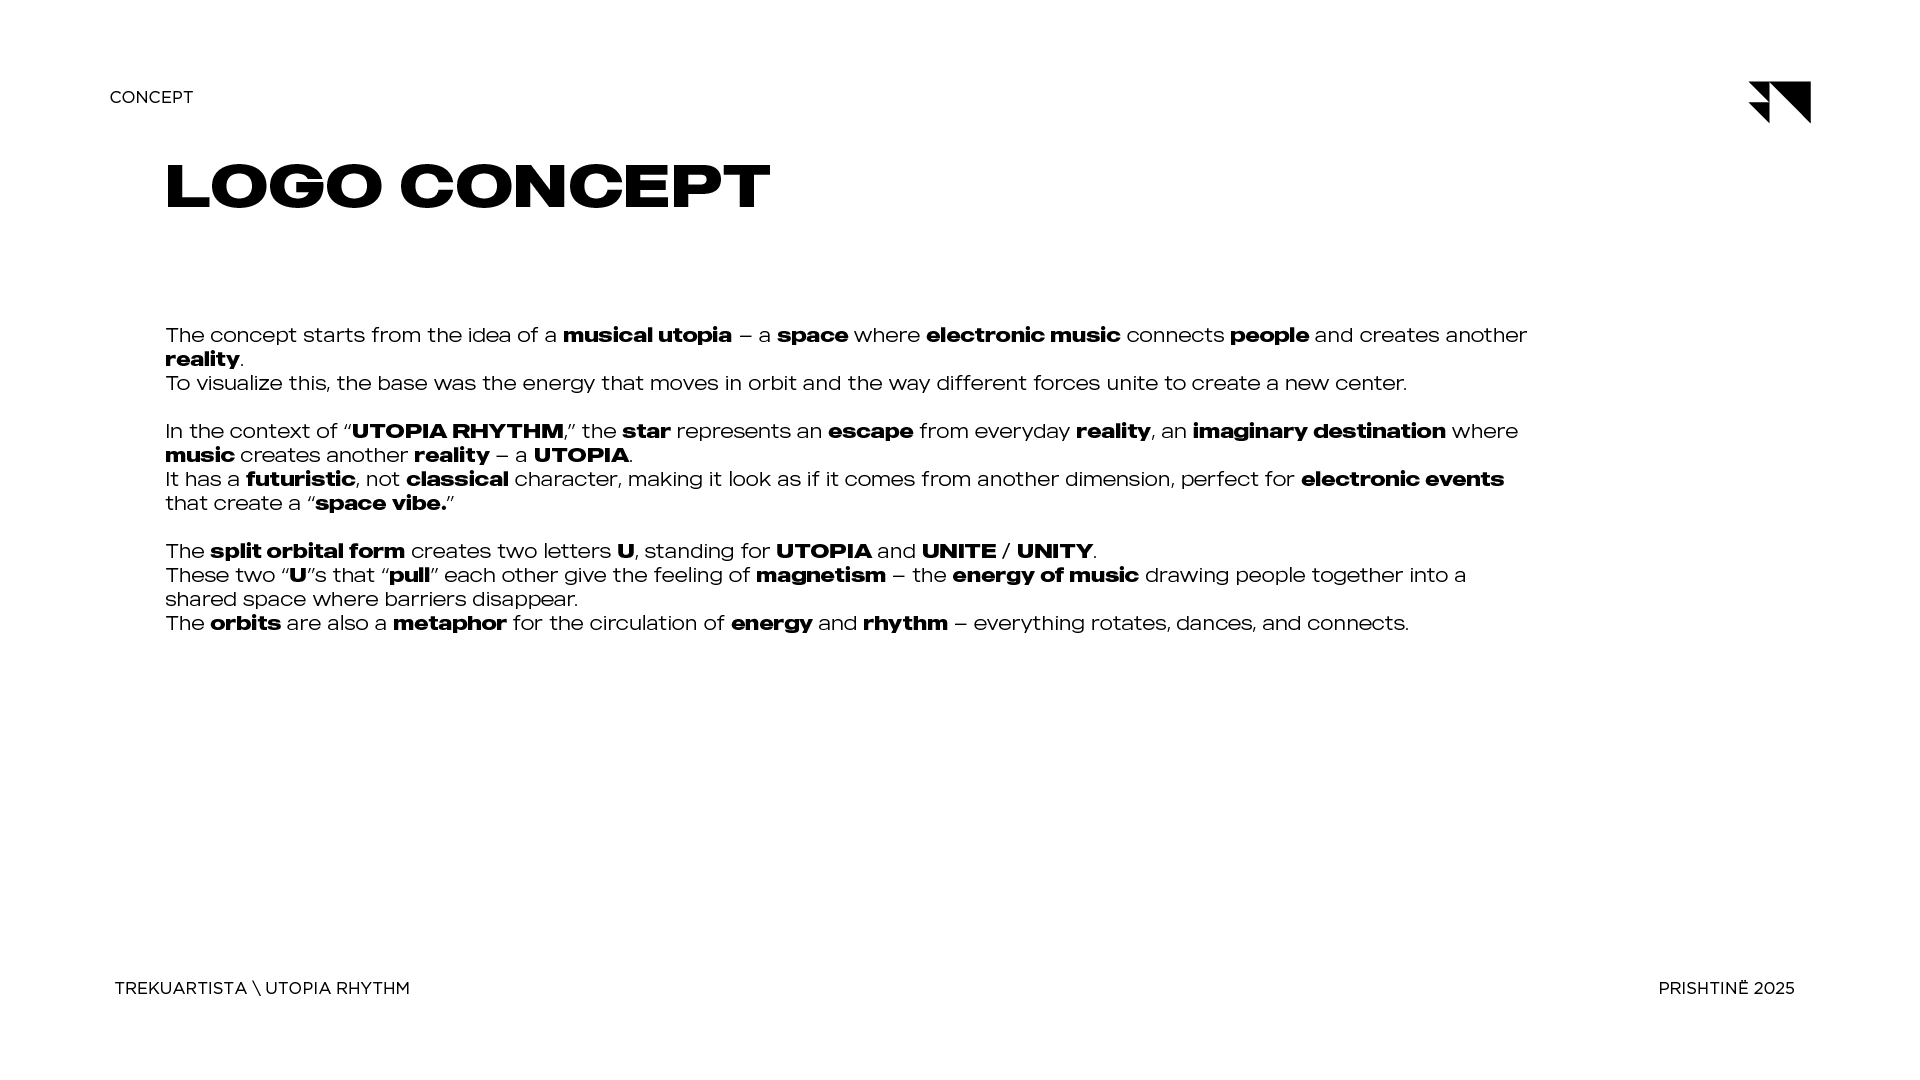 CONCEPT
LOGO CONCEPT
The concept starts from the idea of a musical utopia – a space where electronic music connects people and creates another
reality.
To visualize this, the base was the energy that moves in orbit and the way different forces unite to create a new center.
In the context of “UTOPIA RHYTHM,” the star represents an escape from everyday reality, an imaginary destination where
music creates another reality – a UTOPIA.
It has a futuristic, not classical character, making it look as if it comes from another dimension, perfect for electronic events
that create a “space vibe.”
The split orbital form creates two letters U, standing for UTOPIA and UNITE / UNITY.
These two “U”s that “pull” each other give the feeling of magnetism – the energy of music drawing people together into a
shared space where barriers disappear.
The orbits are also a metaphor for the circulation of energy and rhythm – everything rotates, dances, and connects.
TREKUARTISTA \ UTOPIA RHYTHM
PRISHTINË 2025